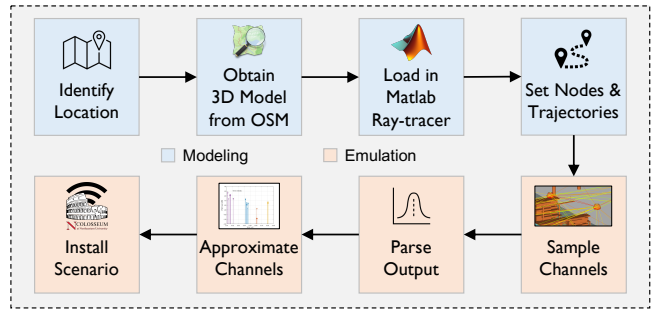 Identify
Location
Obtain
3D Model
from OSM
Load in
Matlab
Ray-tracer
Set Nodes &
Trajectories
Modeling
Emulation
COLOSSEUM
Install
Scenario
Approximate
Channels
Parse
Output
Sample
Channels